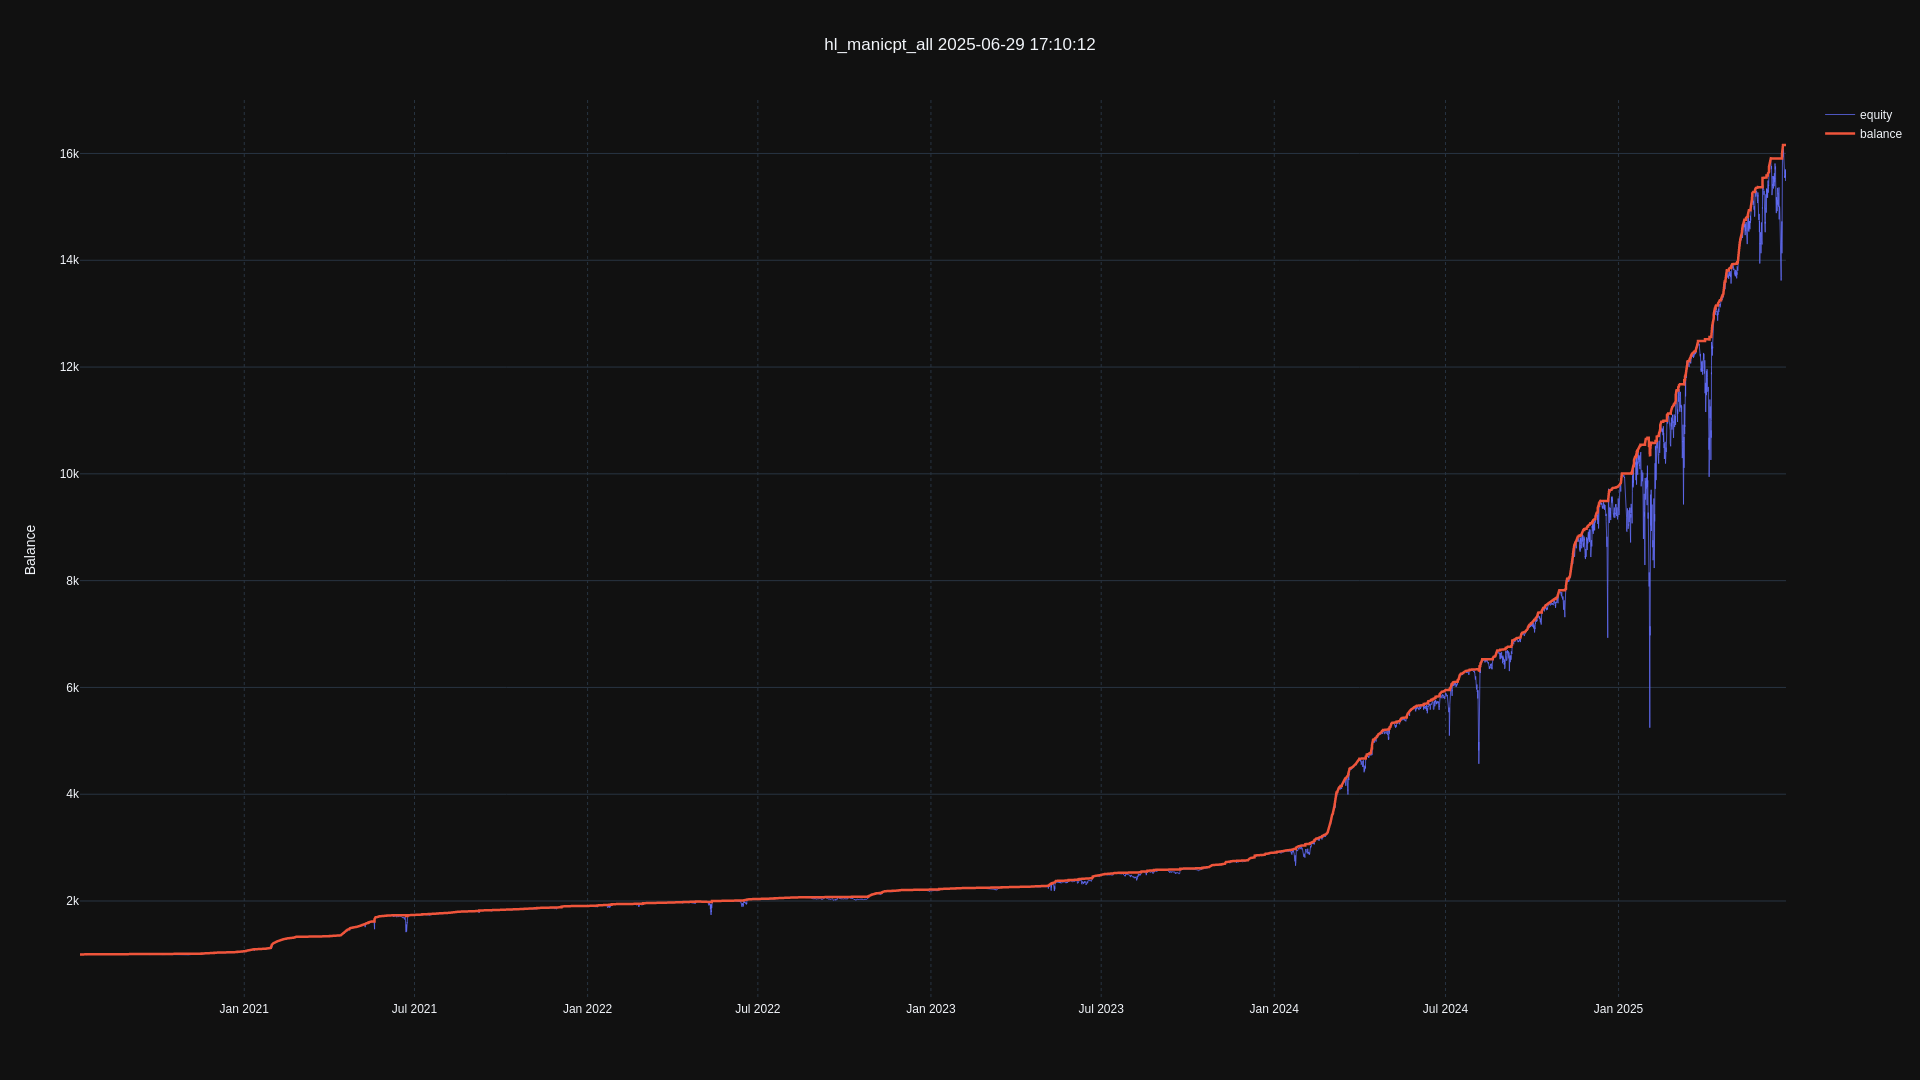 hl_manicpt_all 2025-06-29 17:10:12
equity
balance
16k
14k
12k
10k
8k
6k
4k
2k
Balance
Jan 2021
Jul 2021
Jan 2022
Jul 2022
Jan 2023
Jul 2023
Jan 2024
Jul 2024
Jan 2025